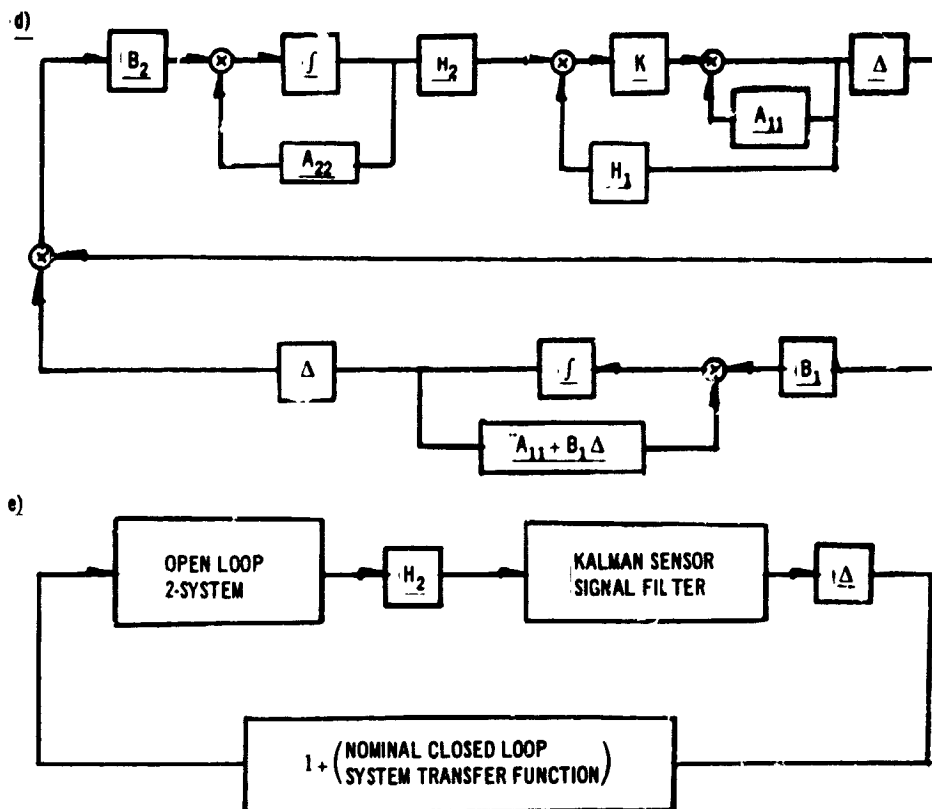 d)
B₂ ∫ H₂ K Δ
A₁₁
A₂₂ H₁
Δ ∫ B₁
A₁₁ + B₁Δ
e)
OPEN LOOP
2-SYSTEM
H₂
KALMAN SENSOR
SIGNAL FILTER
Δ
1 + (NOMINAL CLOSED LOOP
SYSTEM TRANSFER FUNCTION)